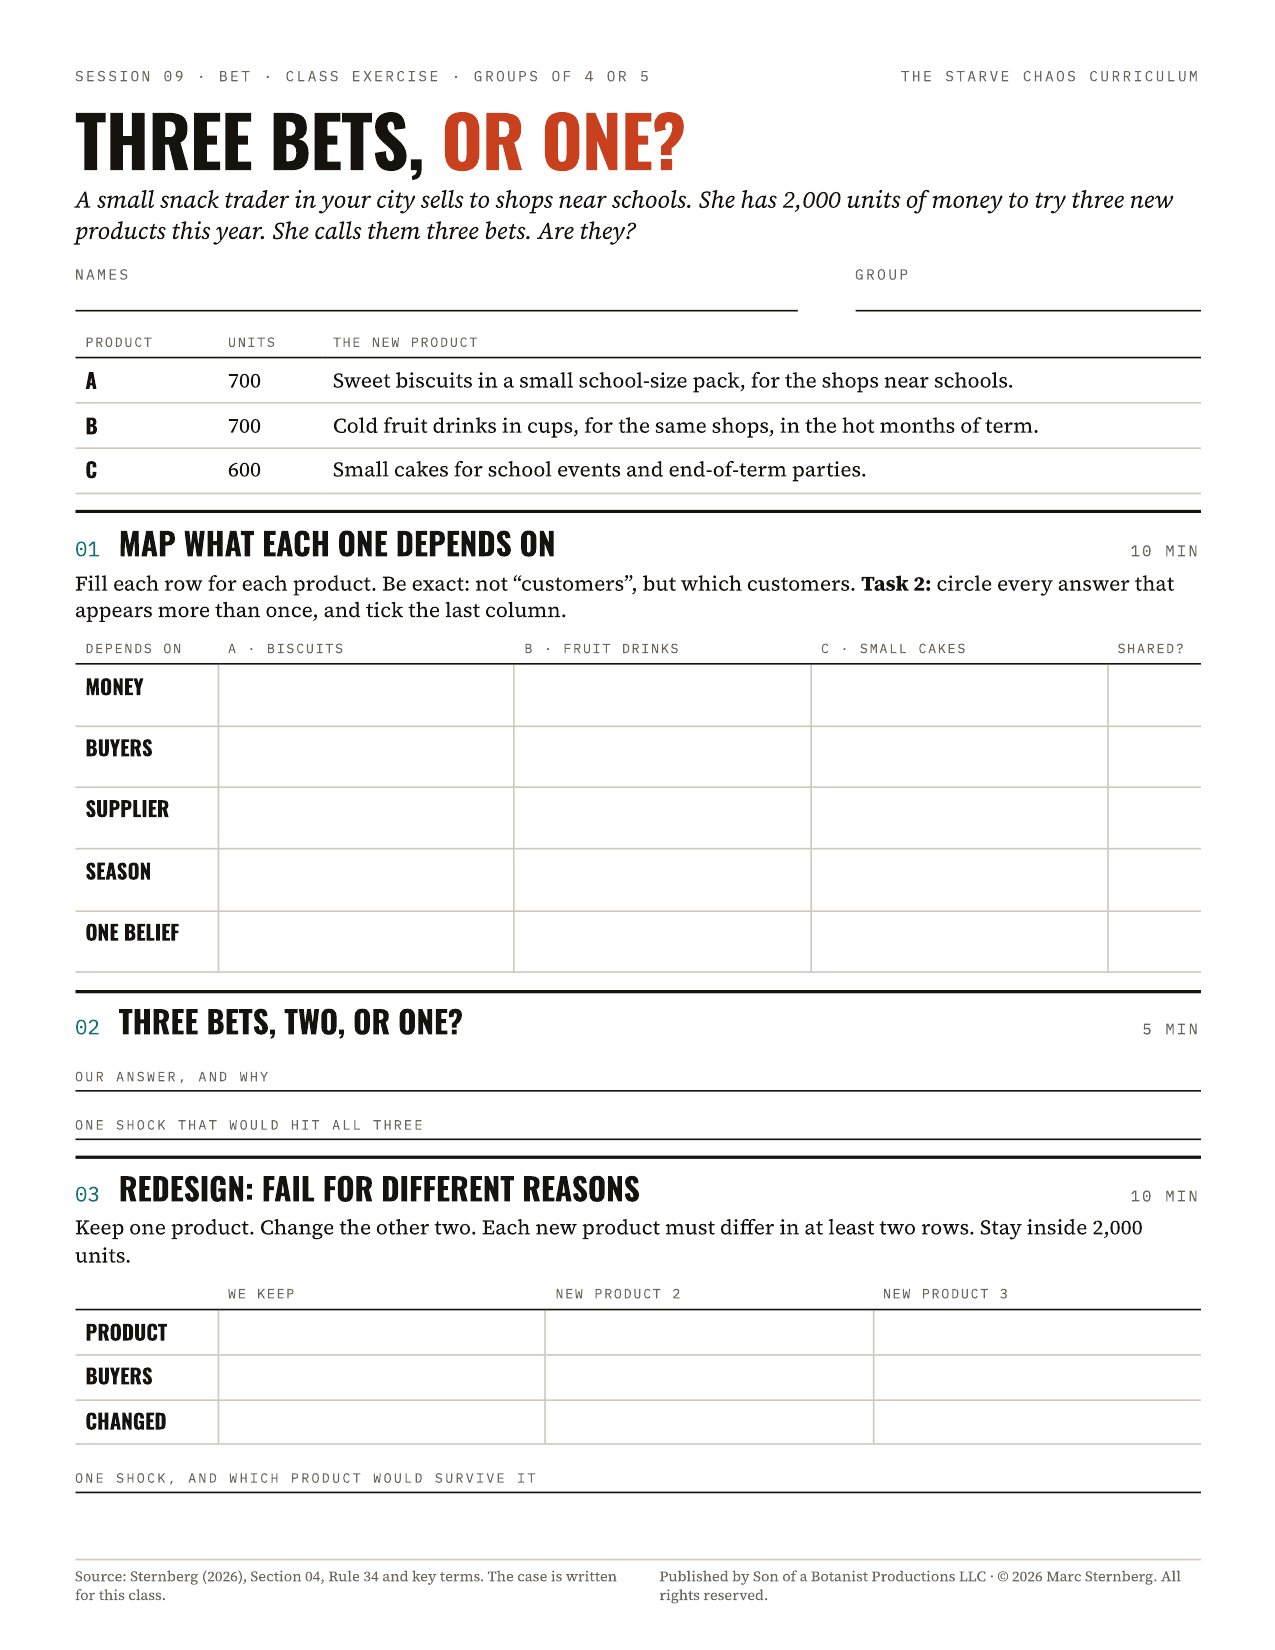 SESSION 09 · BET · CLASS EXERCISE · GROUPS OF 4 OR 5
THE STARVE CHAOS CURRICULUM
THREE BETS, OR ONE?
A small snack trader in your city sells to shops near schools. She has 2,000 units of money to try three new
products this year. She calls them three bets. Are they?
NAMES
GROUP
PRODUCT UNITS THE NEW PRODUCT
A 700 Sweet biscuits in a small school-size pack, for the shops near schools.
B 700 Cold fruit drinks in cups, for the same shops, in the hot months of term.
C 600 Small cakes for school events and end-of-term parties.
01 MAP WHAT EACH ONE DEPENDS ON 10 MIN
Fill each row for each product. Be exact: not “customers”, but which customers. Task 2: circle every answer that
appears more than once, and tick the last column.
DEPENDS ON A · BISCUITS B · FRUIT DRINKS C · SMALL CAKES SHARED?
MONEY
BUYERS
SUPPLIER
SEASON
ONE BELIEF
02 THREE BETS, TWO, OR ONE? 5 MIN
OUR ANSWER, AND WHY
ONE SHOCK THAT WOULD HIT ALL THREE
03 REDESIGN: FAIL FOR DIFFERENT REASONS 10 MIN
Keep one product. Change the other two. Each new product must differ in at least two rows. Stay inside 2,000
units.
WE KEEP NEW PRODUCT 2 NEW PRODUCT 3
PRODUCT
BUYERS
CHANGED
ONE SHOCK, AND WHICH PRODUCT WOULD SURVIVE IT
Source: Sternberg (2026), Section 04, Rule 34 and key terms. The case is written
for this class.
Published by Son of a Botanist Productions LLC · © 2026 Marc Sternberg. All
rights reserved.